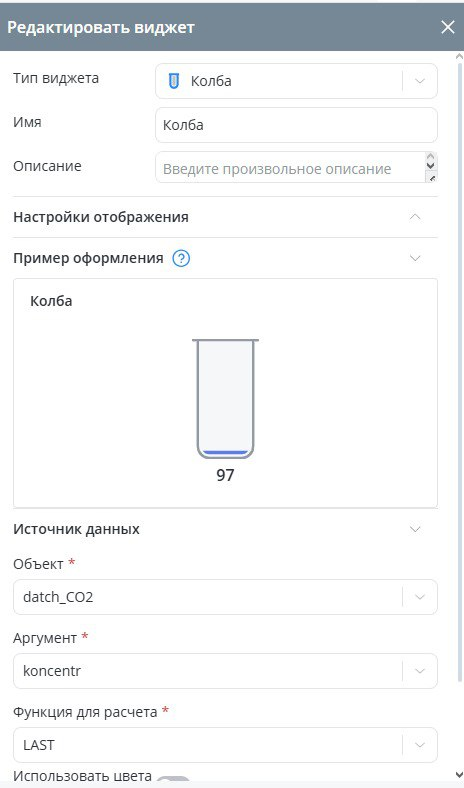 Редактировать виджет
Тип виджета
Колба
Имя
Колба
Описание
Введите произвольное описание
Настройки отображения
Пример оформления ?
Колба
97
Источник данных
Объект *
datch_CO2
Аргумент *
koncentr
Функция для расчета *
LAST
Использовать цвета